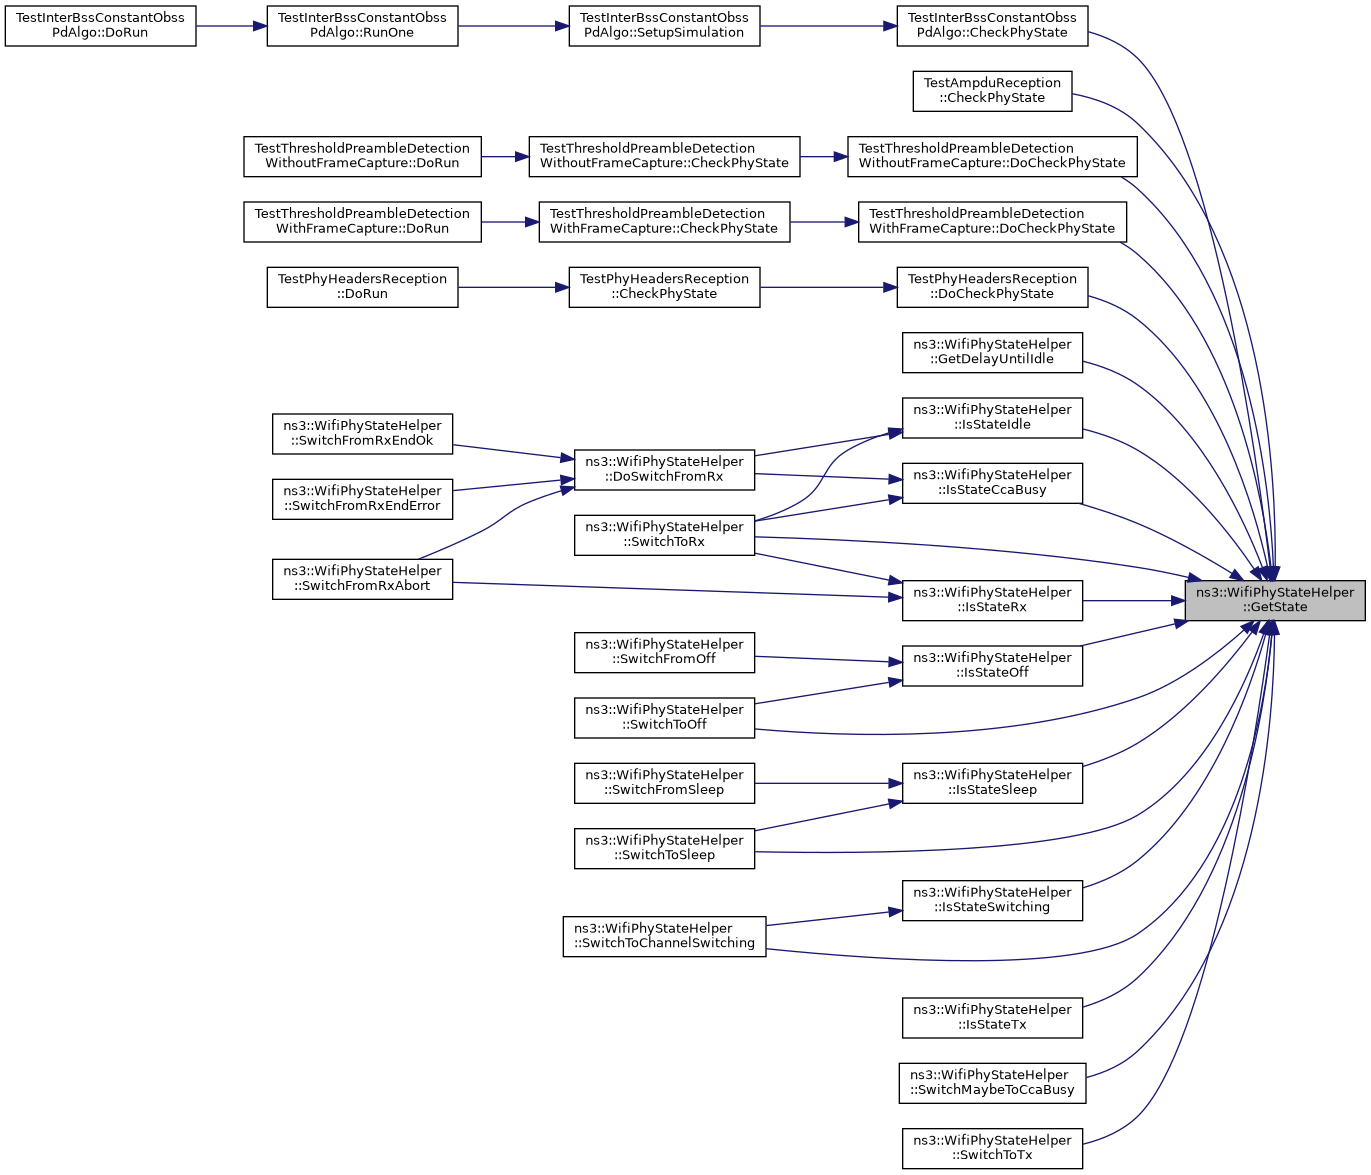 TestInterBssConstantObss
PdAlgo::DoRun
TestInterBssConstantObss
PdAlgo::RunOne
TestInterBssConstantObss
PdAlgo::SetupSimulation
TestInterBssConstantObss
PdAlgo::CheckPhyState
TestAmpduReception
::CheckPhyState
TestThresholdPreambleDetection
WithoutFrameCapture::DoRun
TestThresholdPreambleDetection
WithoutFrameCapture::CheckPhyState
TestThresholdPreambleDetection
WithoutFrameCapture::DoCheckPhyState
TestThresholdPreambleDetection
WithFrameCapture::DoRun
TestThresholdPreambleDetection
WithFrameCapture::CheckPhyState
TestThresholdPreambleDetection
WithFrameCapture::DoCheckPhyState
TestPhyHeadersReception
::DoRun
TestPhyHeadersReception
::CheckPhyState
TestPhyHeadersReception
::DoCheckPhyState
ns3::WifiPhyStateHelper
::GetDelayUntilIdle
ns3::WifiPhyStateHelper
::IsStateIdle
ns3::WifiPhyStateHelper
::SwitchFromRxEndOk
ns3::WifiPhyStateHelper
::DoSwitchFromRx
ns3::WifiPhyStateHelper
::IsStateCcaBusy
ns3::WifiPhyStateHelper
::SwitchFromRxEndError
ns3::WifiPhyStateHelper
::SwitchToRx
ns3::WifiPhyStateHelper
::SwitchFromRxAbort
ns3::WifiPhyStateHelper
::IsStateRx
ns3::WifiPhyStateHelper
::GetState
ns3::WifiPhyStateHelper
::SwitchFromOff
ns3::WifiPhyStateHelper
::IsStateOff
ns3::WifiPhyStateHelper
::SwitchToOff
ns3::WifiPhyStateHelper
::SwitchFromSleep
ns3::WifiPhyStateHelper
::IsStateSleep
ns3::WifiPhyStateHelper
::SwitchToSleep
ns3::WifiPhyStateHelper
::IsStateSwitching
ns3::WifiPhyStateHelper
::SwitchToChannelSwitching
ns3::WifiPhyStateHelper
::IsStateTx
ns3::WifiPhyStateHelper
::SwitchMaybeToCcaBusy
ns3::WifiPhyStateHelper
::SwitchToTx